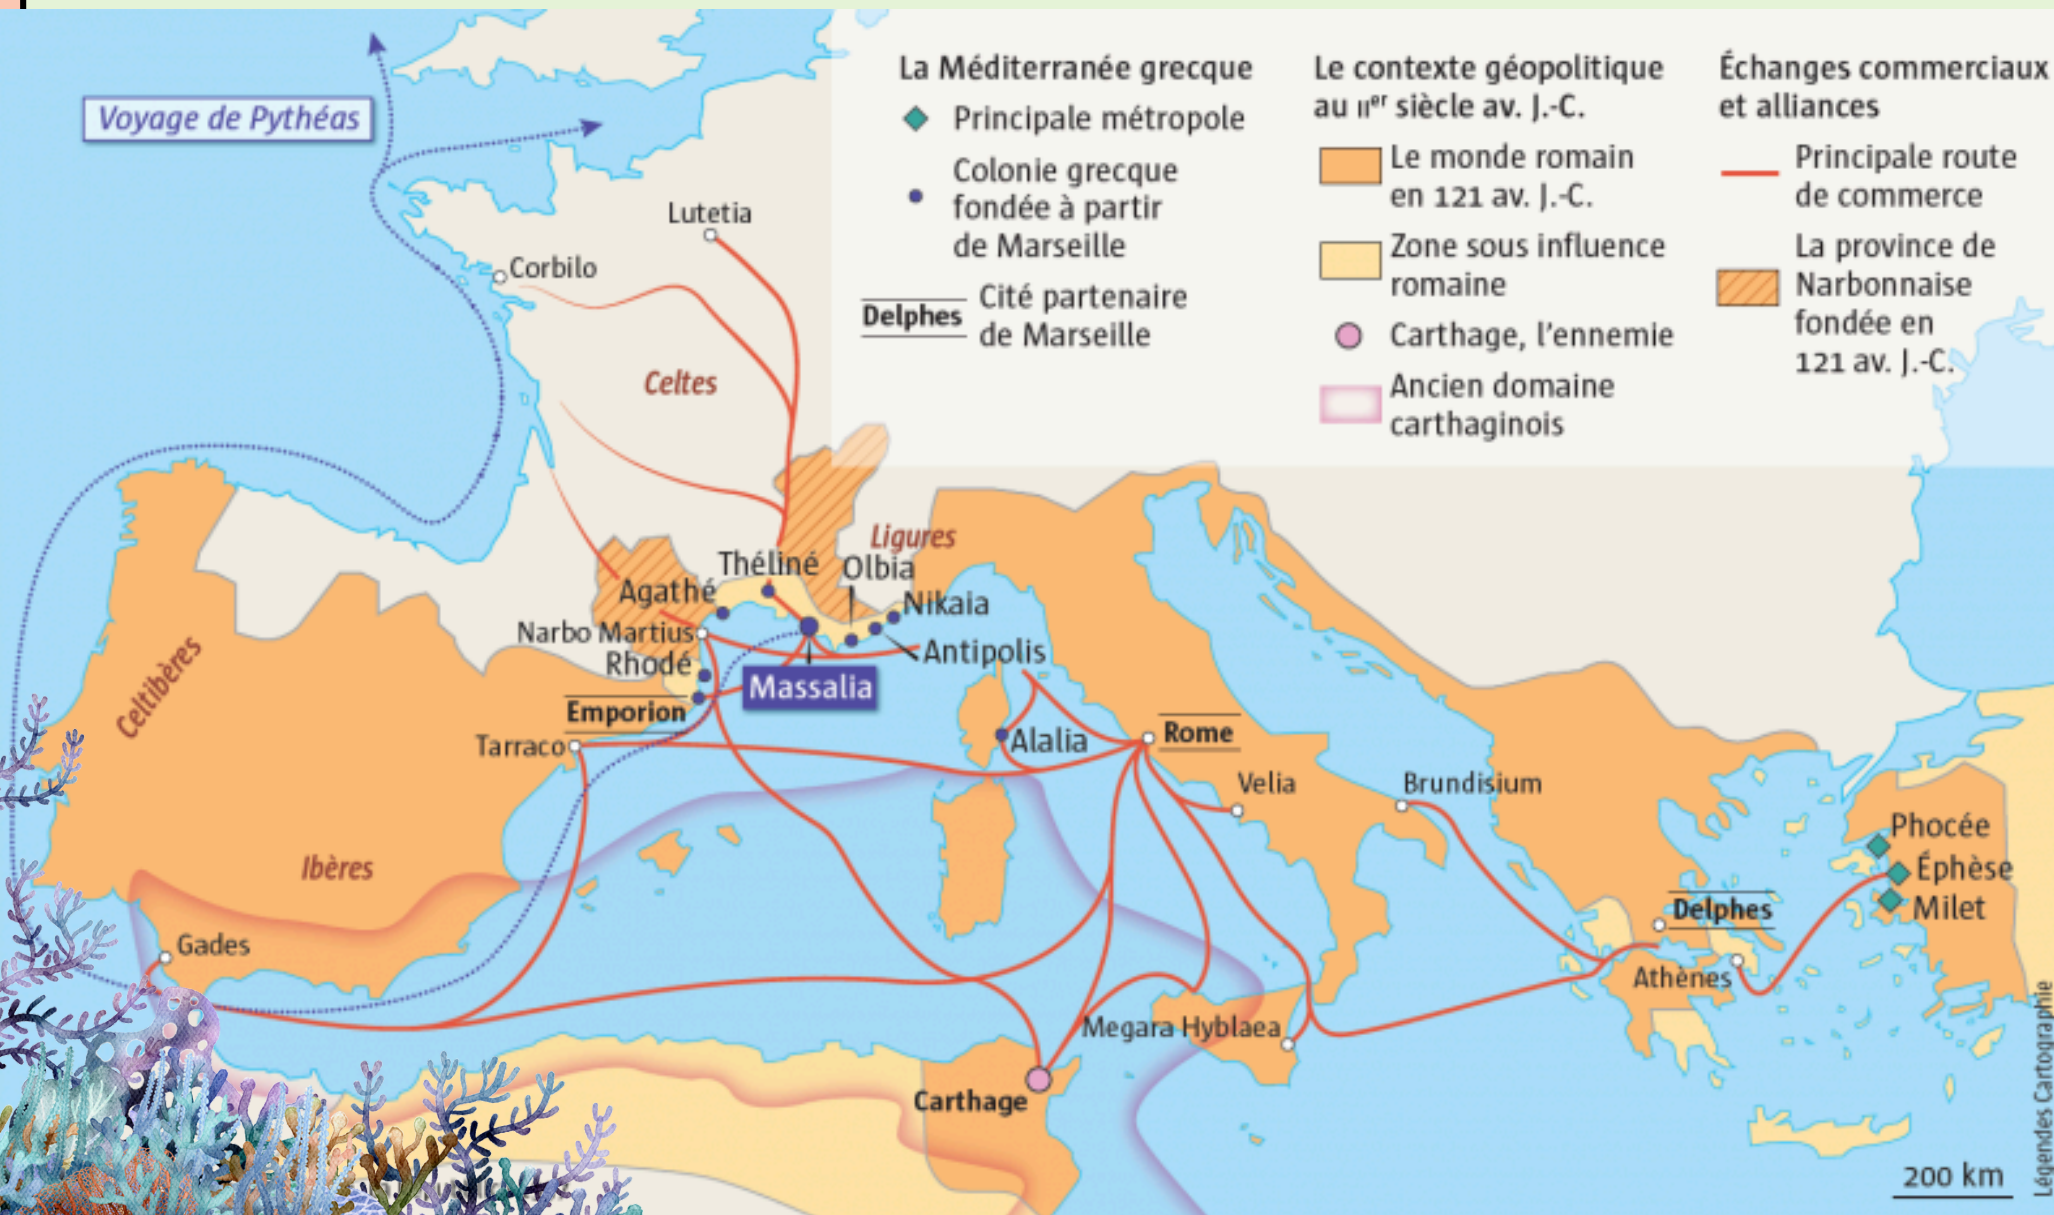 Voyage de Pythéas
La Méditerranée grecque
Principale métropole
Colonie grecque
fondée à partir
de Marseille
Delphes
Cité partenaire
de Marseille
Le contexte géopolitique
au IIᵉʳ siècle av. J.-C.
Le monde romain
en 121 av. J.-C.
Zone sous influence
romaine
Carthage, l'ennemie
Ancien domaine
carthaginois
Échanges commerciaux
et alliances
Principale route
de commerce
La province de
Narbonnaise
fondée en
121 av. J.-C.
Lutetia
Corbilo
Celtes
Ligures
Théliné
Olbia
Agathé
Nikaia
Narbo Martius
Antipolis
Rhodé
Massalia
Emporion
Tarraco
Alalia
Rome
Celtibères
Velia
Brundisium
Phocée
Ibères
Éphèse
Milet
Delphes
Gades
Athènes
Megara Hyblaea
Carthage
200 km
Légendes Cartographie